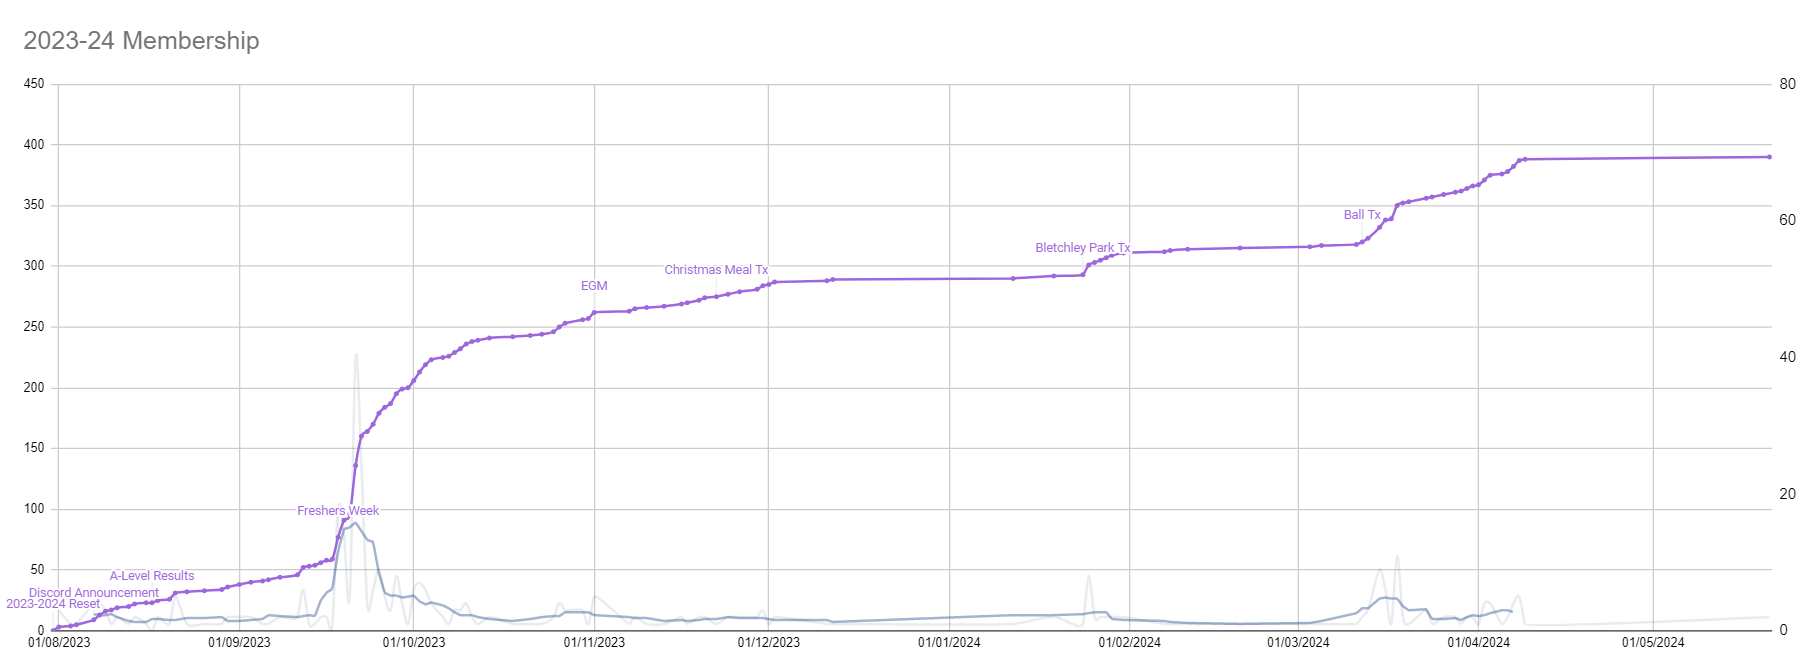 2023-24 Membership
450
80
400
350
Ball Tx
60
Bletchley Park Tx
300
Christmas Meal Tx
EGM
250
40
200
150
100
Freshers Week
20
50
A-Level Results
Discord Announcement
2023-2024 Reset
0
0
01/08/2023
01/09/2023
01/10/2023
01/11/2023
01/12/2023
01/01/2024
01/02/2024
01/03/2024
01/04/2024
01/05/2024